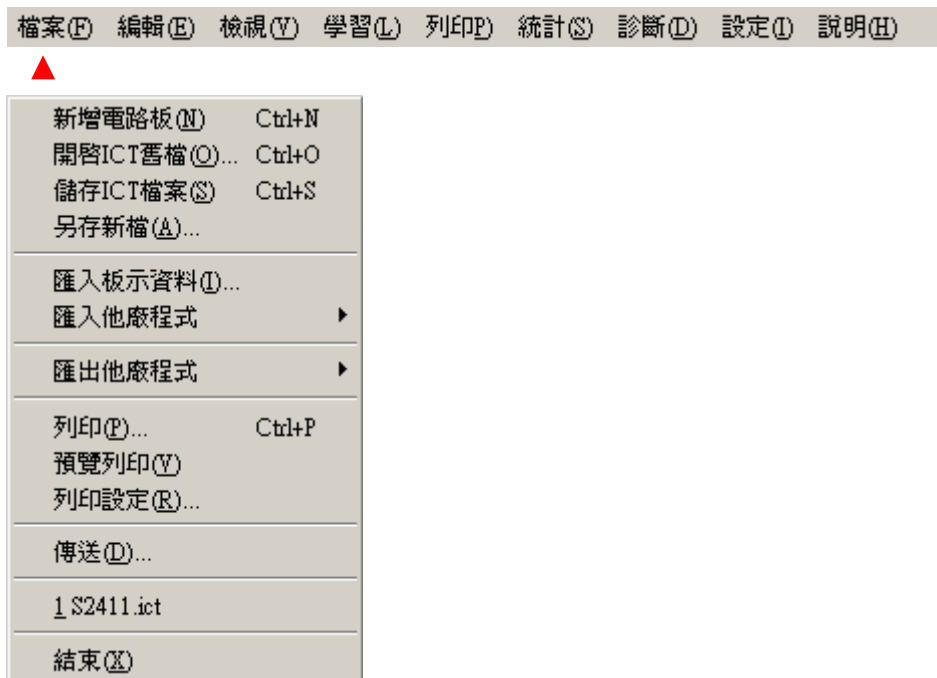 檔案(F) 編輯(E) 檢視(V) 學習(L) 列印P) 統計(S) 診斷(D) 設定(I) 說明(H)
新增電路板(N) Ctrl+N
開啓ICT舊檔(O)... Ctrl+O
儲存ICT檔案(S) Ctrl+S
另存新檔(A)...
匯入板示資料(I)...
匯入他廠程式
匯出他廠程式
列印(P)... Ctrl+P
預覽列印(V)
列印設定(R)...
傳送(D)...
1 S2411.ict
結束(X)